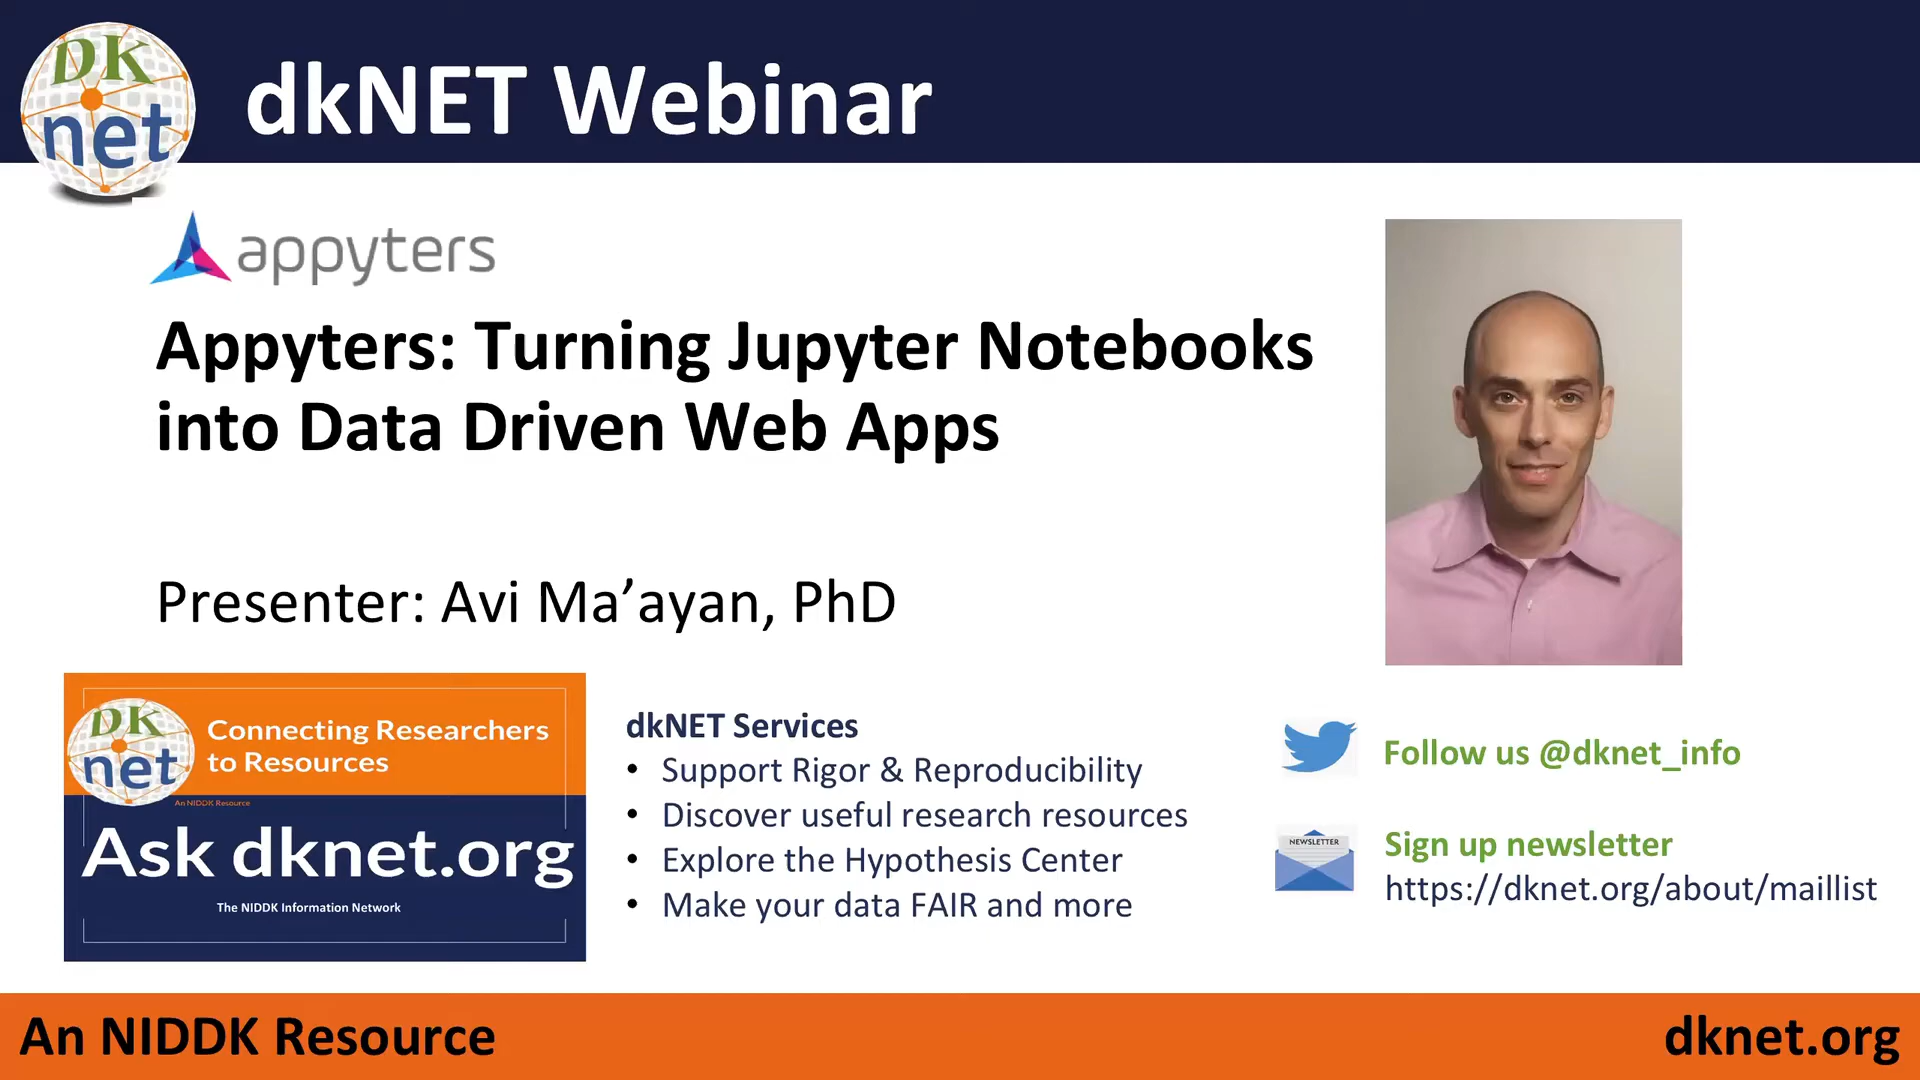 DK
net
dkNET Webinar
appyters
Appyters: Turning Jupyter Notebooks
into Data Driven Web Apps
Presenter: Avi Ma’ayan, PhD
DK
net
Connecting Researchers
to Resources
An NIDDK Resource
Ask dknet.org
The NIDDK Information Network
dkNET Services
• Support Rigor & Reproducibility
• Discover useful research resources
• Explore the Hypothesis Center
• Make your data FAIR and more
Follow us @dknet_info
NEWSLETTER
Sign up newsletter
https://dknet.org/about/maillist
An NIDDK Resource
dknet.org